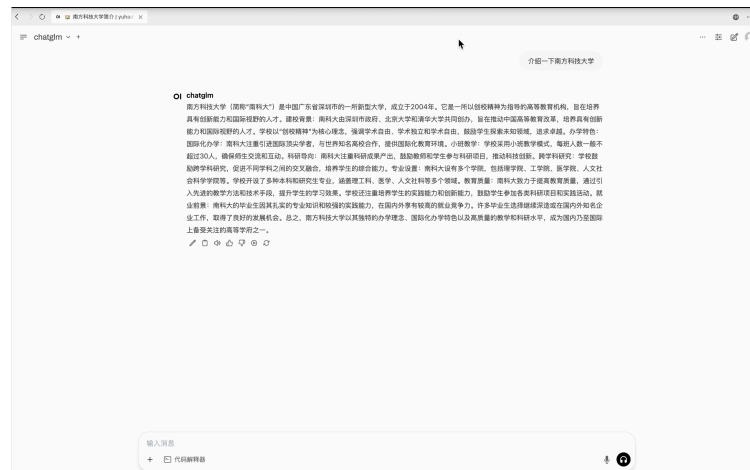 OI 南方科技大学简介 | yuhao
chatglm
介绍一下南方科技大学
OI chatglm
南方科技大学（简称“南科大”）是中国广东省深圳市的一所新型大学，成立于2004年。它是一所以创校精神为指导的高等教育机构，旨在培养
具有创新能力和国际视野的人才。建校背景：南科大由深圳市政府、北京大学和清华大学共同创办，旨在推动中国高等教育改革，培养具有创新
能力和国际视野的人才。学校以“创校精神”为核心理念，强调学术自由、学术独立和学术自由，鼓励学生探索未知领域，追求卓越。办学特色：
国际化办学：南科大注重引进国际顶尖学者，与世界知名高校合作，提供国际化教育环境。小班教学：学校采用小班教学模式，每班人数一般不
超过30人，确保师生交流和互动。科研导向：南科大注重科研成果产出，鼓励教师和学生参与科研项目，推动科技创新。跨学科研究：学校鼓
励跨学科研究，促进不同学科之间的交叉融合，培养学生的综合能力。专业设置：南科大设有多个学院，包括理学院、工学院、医学院、人文社
会科学学院等。学校开设了多种本科和研究生专业，涵盖理工科、医学、人文社科等多个领域。教育质量：南科大致力于提高教育质量，通过引
入先进的教学方法和技术手段，提升学生的学习效果。学校还注重培养学生的实践能力和创新能力，鼓励学生参加各类科研项目和实践活动。就
业前景：南科大的毕业生因其扎实的专业知识和较强的实践能力，在国内外享有较高的就业竞争力。许多毕业生选择继续深造或在国内外知名企
业工作，取得了良好的发展机会。总之，南方科技大学以其独特的办学理念、国际化办学特色以及高质量的教学和科研水平，成为国内乃至国际
上备受关注的高等学府之一。
输入消息
代码解释器